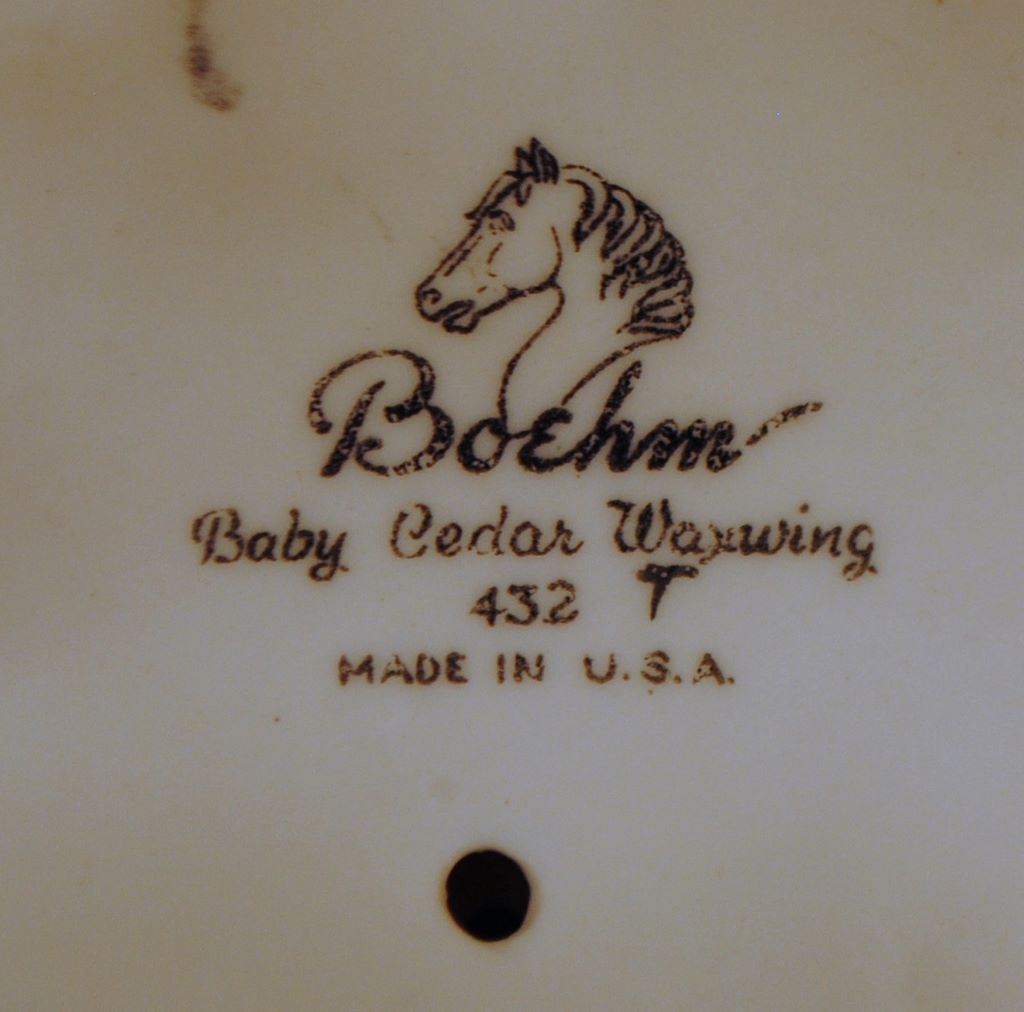 Boehm
Baby Cedar Waxwing
432 T
MADE IN U.S.A.